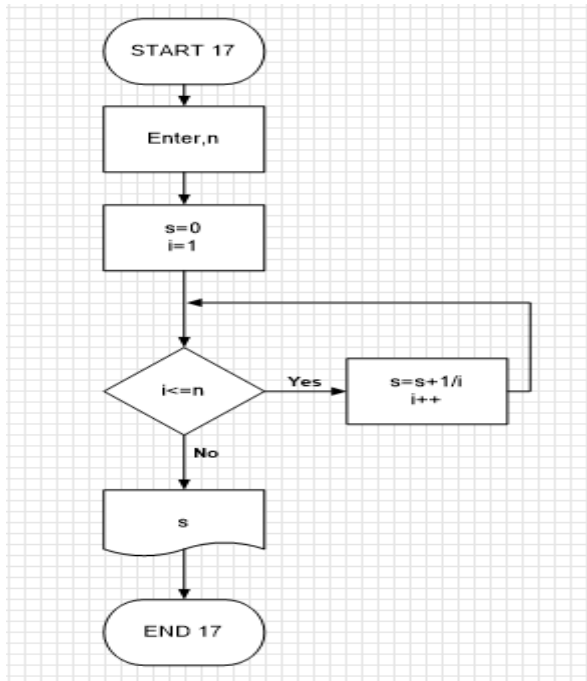 START 17
Enter,n
s=0
i=1
i<=n
Yes
s=s+1/i
i++
No
s
END 17